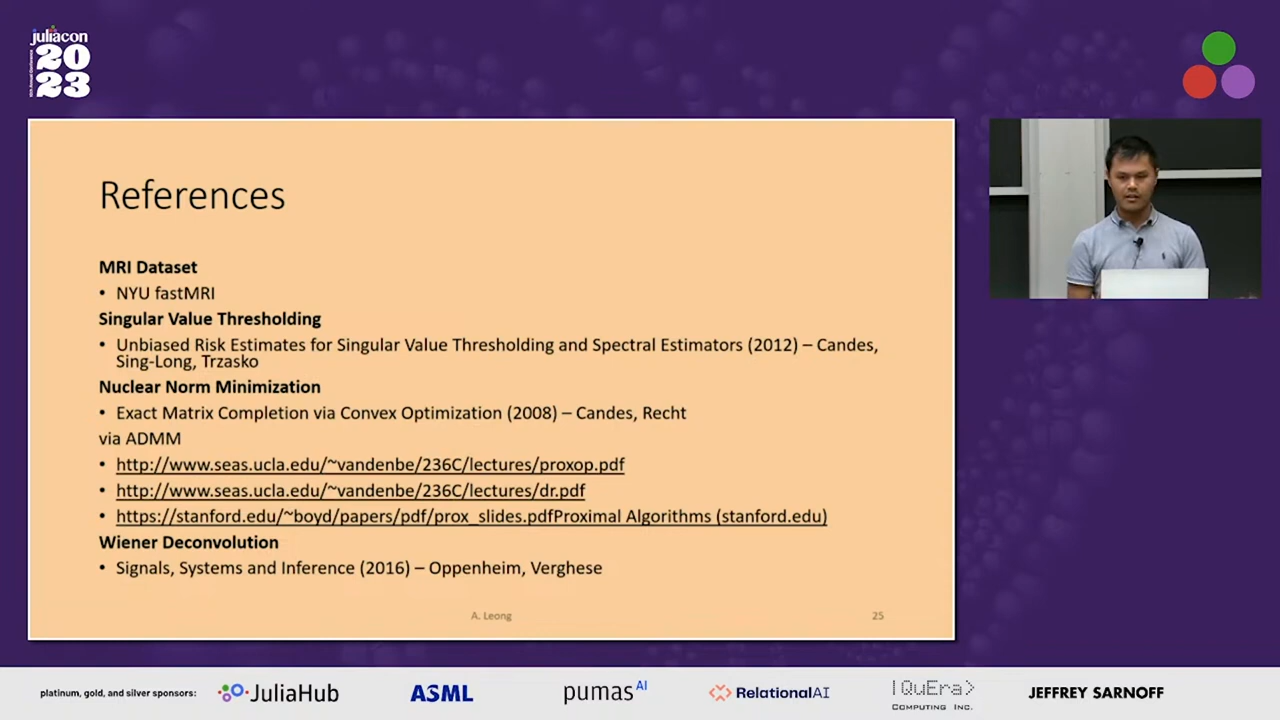 juliacon
20
23
References
MRI Dataset
• NYU fastMRI
Singular Value Thresholding
• Unbiased Risk Estimates for Singular Value Thresholding and Spectral Estimators (2012) – Candes,
Sing-Long, Trzasko
Nuclear Norm Minimization
• Exact Matrix Completion via Convex Optimization (2008) – Candes, Recht
via ADMM
• http://www.seas.ucla.edu/~vandenbe/236C/lectures/proxop.pdf
• http://www.seas.ucla.edu/~vandenbe/236C/lectures/dr.pdf
• https://stanford.edu/~boyd/papers/pdf/prox_slides.pdfProximal Algorithms (stanford.edu)
Wiener Deconvolution
• Signals, Systems and Inference (2016) – Oppenheim, Verghese
A. Leong
25
platinum, gold, and silver sponsors:
JuliaHub
ASML
pumasAI
RelationalAI
|QuEra>
COMPUTING INC.
JEFFREY SARNOFF